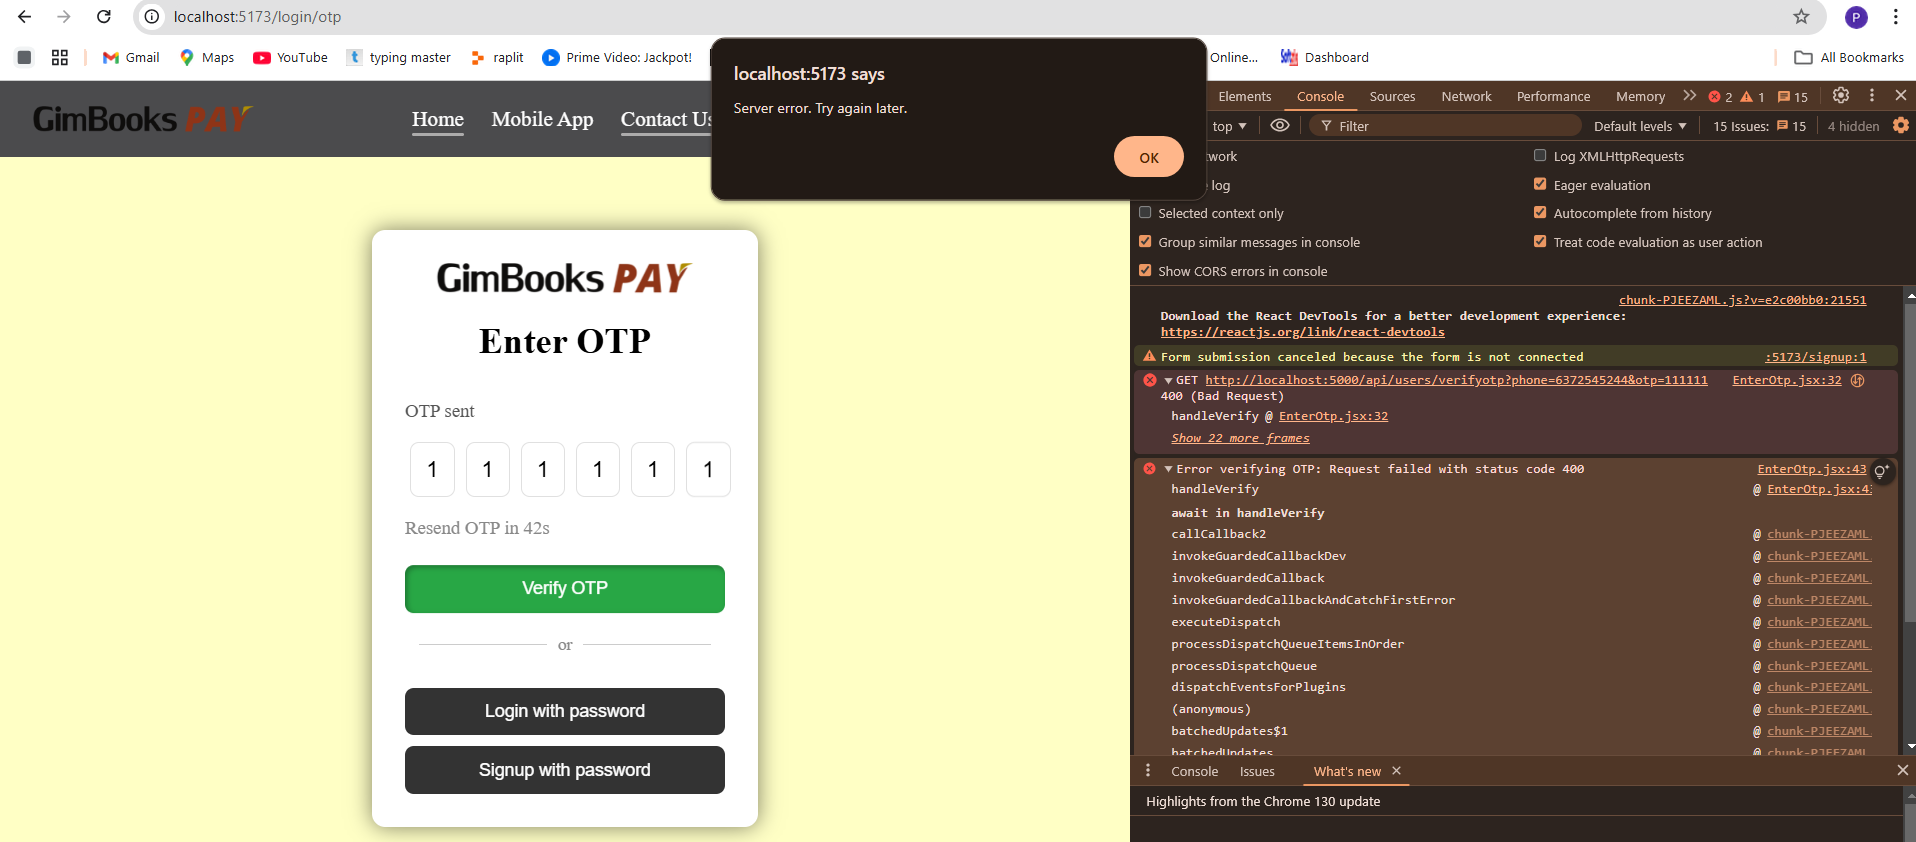 localhost:5173/login/otp
P
Gmail
Maps
YouTube
typing master
raplit
Prime Video: Jackpot!
Online...
Dashboard
All Bookmarks
localhost:5173 says
Server error. Try again later.
OK
GimBooks PAY
Home
Mobile App
Contact Us
GimBooks PAY
Enter OTP
OTP sent
1 1 1 1 1 1
Resend OTP in 42s
Verify OTP
or
Login with password
Signup with password
Elements
Console
Sources
Network
Performance
Memory
2
1
15
top
Filter
Default levels
15 Issues:
15
4 hidden
work
Log XMLHttpRequests
log
Eager evaluation
Selected context only
Autocomplete from history
Group similar messages in console
Treat code evaluation as user action
Show CORS errors in console
chunk-PJEEZAML.js?v=e2c00bb0:21551
Download the React DevTools for a better development experience:
https://reactjs.org/link/react-devtools
Form submission canceled because the form is not connected :5173/signup:1
GET http://localhost:5000/api/users/verifyotp?phone=6372545244&otp=111111 EnterOtp.jsx:32
400 (Bad Request)
handleVerify @ EnterOtp.jsx:32
Show 22 more frames
Error verifying OTP: Request failed with status code 400 EnterOtp.jsx:43
handleVerify @ EnterOtp.jsx:43
await in handleVerify
callCallback2 @ chunk-PJEEZAML.
invokeGuardedCallbackDev @ chunk-PJEEZAML.
invokeGuardedCallback @ chunk-PJEEZAML.
invokeGuardedCallbackAndCatchFirstError @ chunk-PJEEZAML.
executeDispatch @ chunk-PJEEZAML.
processDispatchQueueItemsInOrder @ chunk-PJEEZAML.
processDispatchQueue @ chunk-PJEEZAML.
dispatchEventsForPlugins @ chunk-PJEEZAML.
(anonymous) @ chunk-PJEEZAML.
batchedUpdates$1 @ chunk-PJEEZAML.
batchedUpdates @ chunk-PJEEZAML.
Console
Issues
What's new
Highlights from the Chrome 130 update